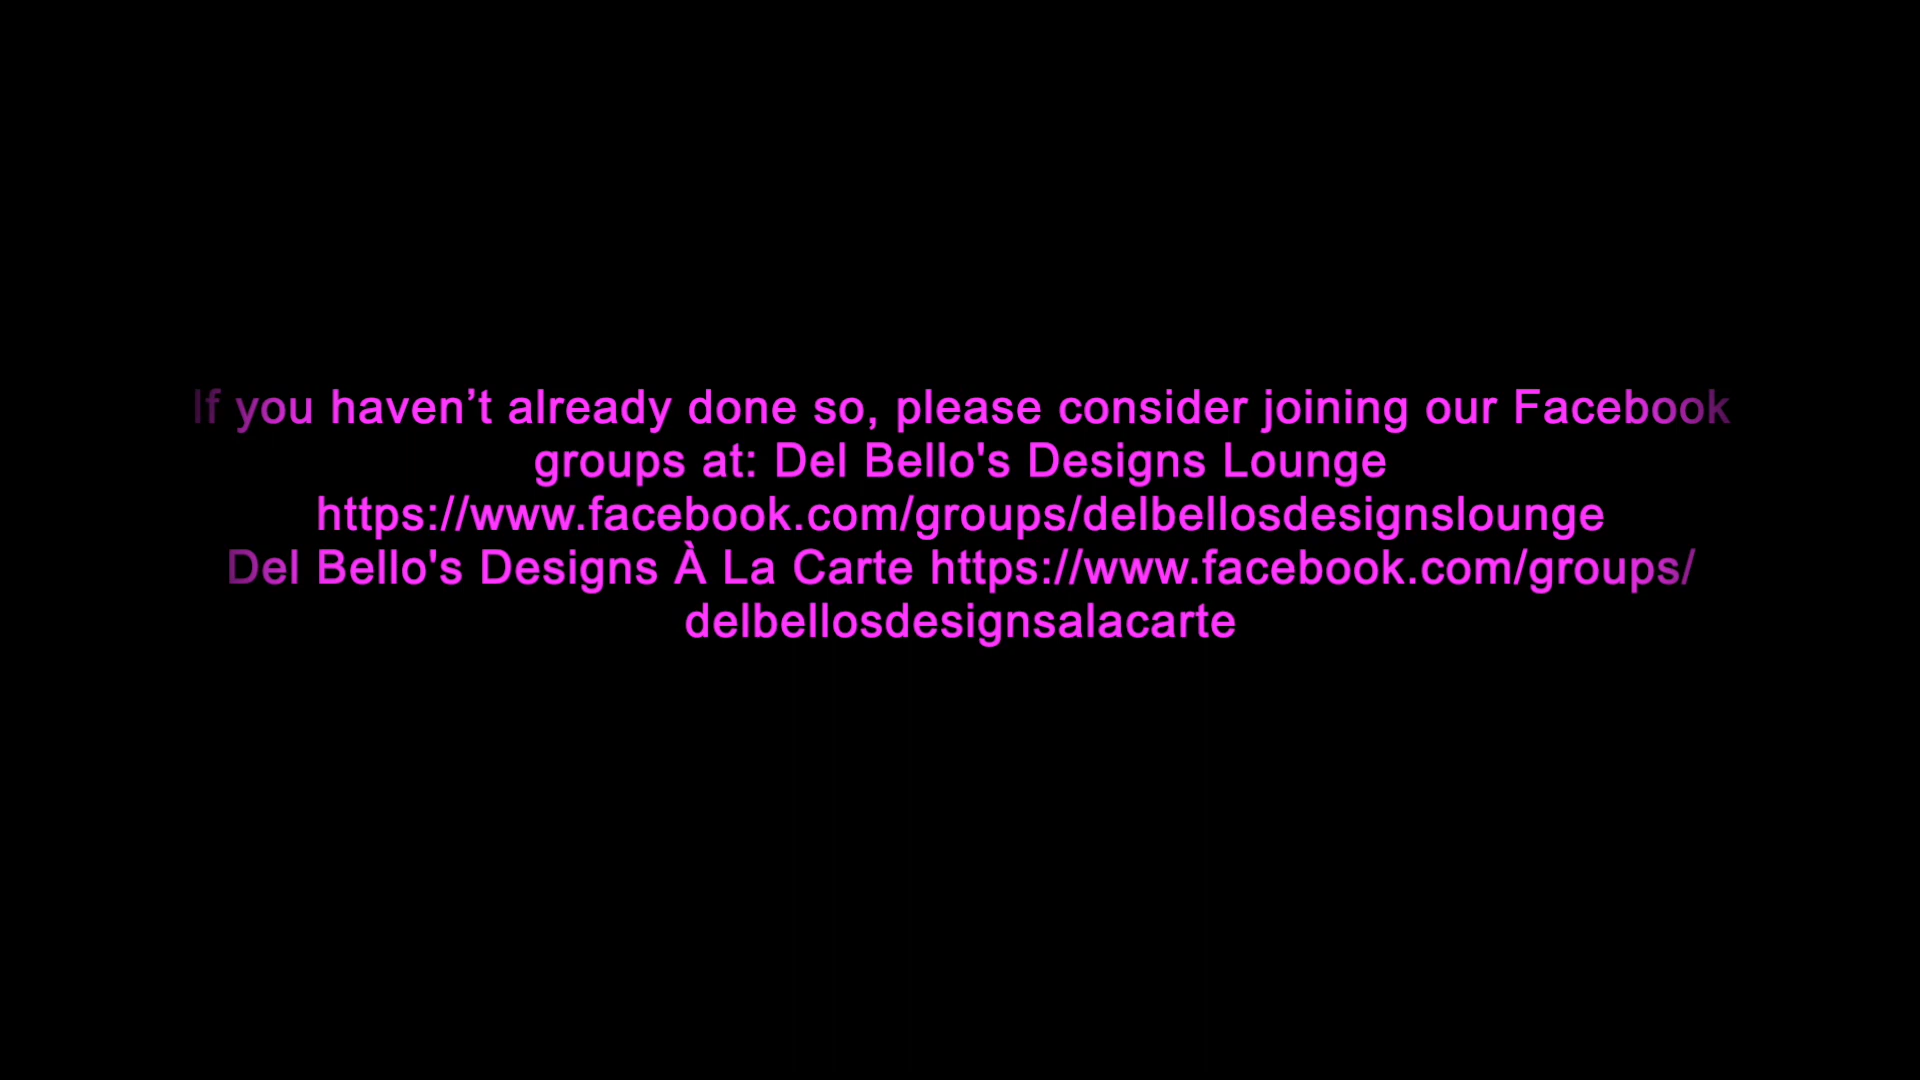 If you haven’t already done so, please consider joining our Facebook
groups at: Del Bello's Designs Lounge
https://www.facebook.com/groups/delbellosdesignslounge
Del Bello's Designs À La Carte https://www.facebook.com/groups/
delbellosdesignsalacarte